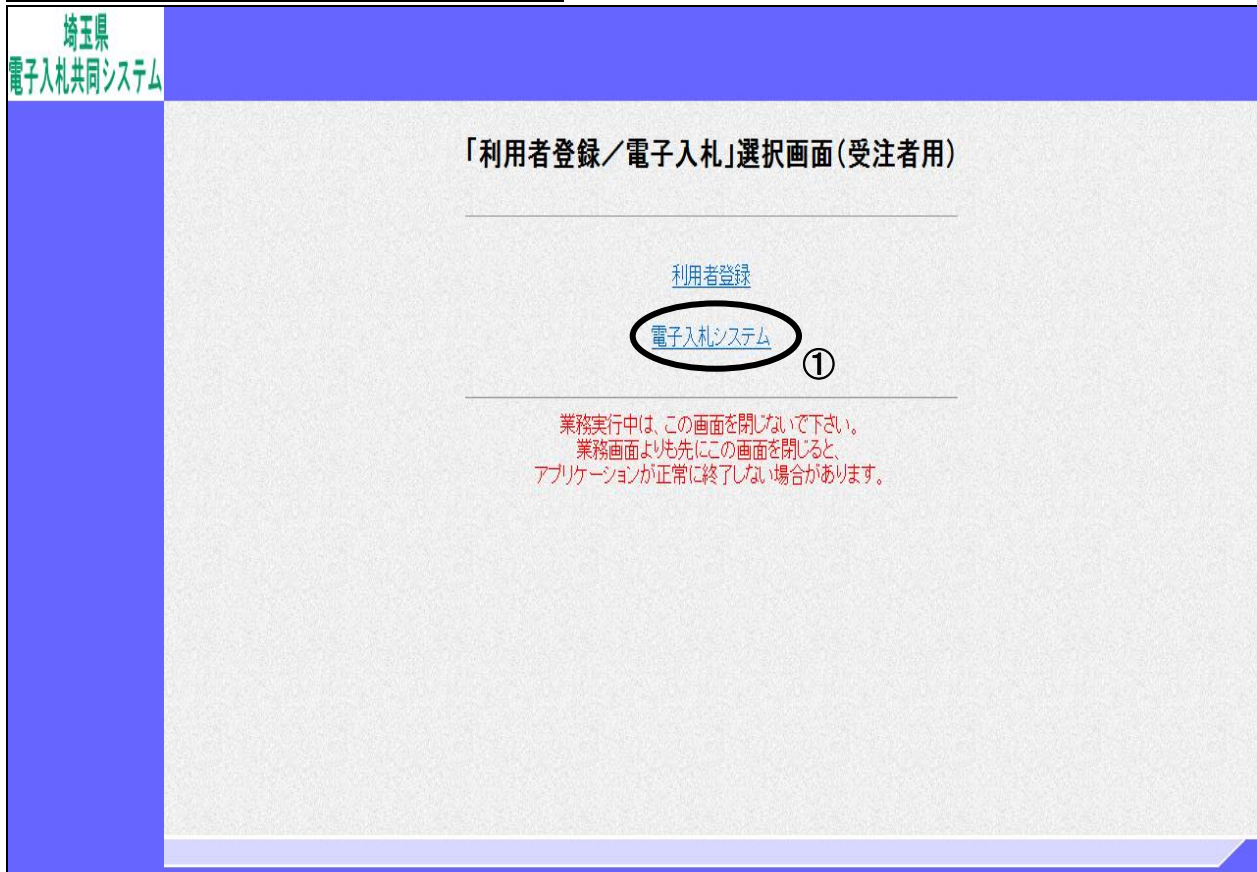 埼玉県
電子入札共同システム
「利用者登録／電子入札」選択画面(受注者用)
利用者登録
電子入札システム
①
業務実行中は、この画面を閉じないで下さい。
業務画面よりも先にこの画面を閉じると、
アプリケーションが正常に終了しない場合があります。